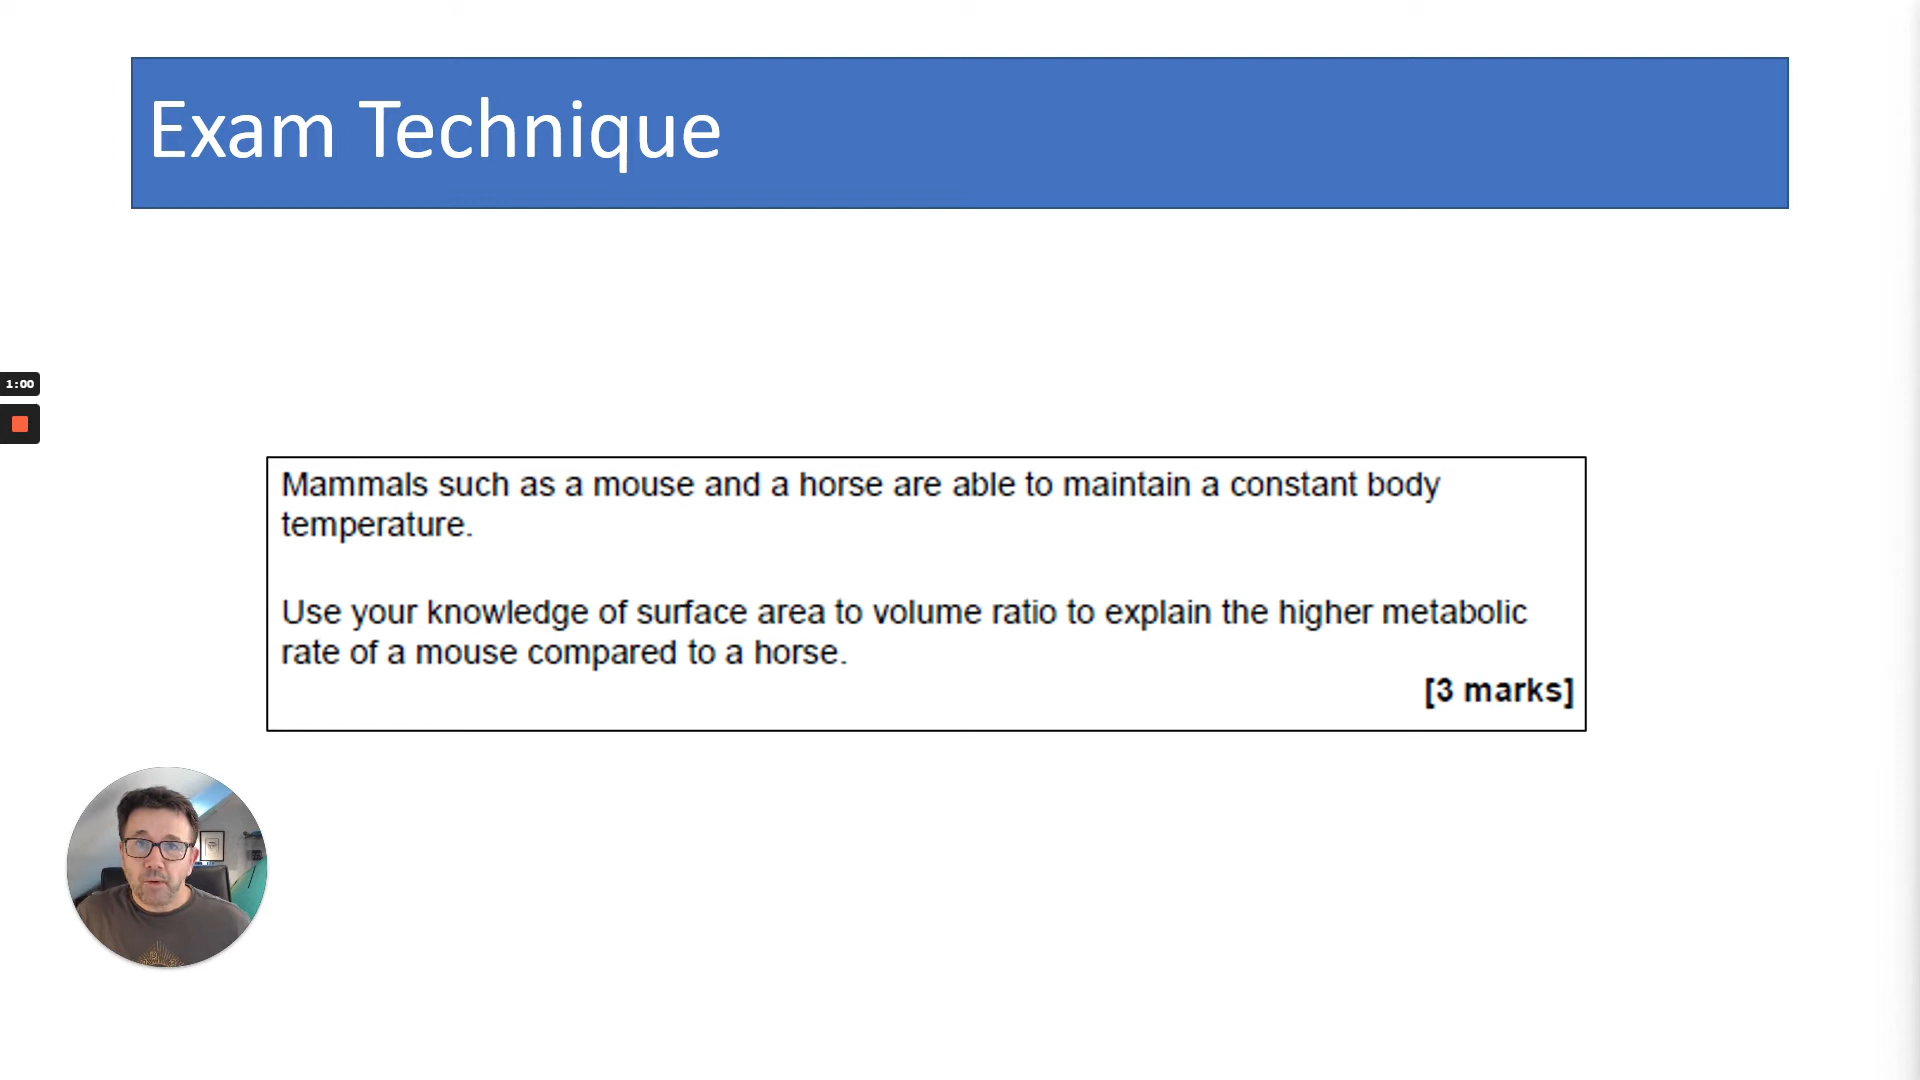 Exam Technique
1:00
Mammals such as a mouse and a horse are able to maintain a constant body
temperature.
Use your knowledge of surface area to volume ratio to explain the higher metabolic
rate of a mouse compared to a horse.
[3 marks]